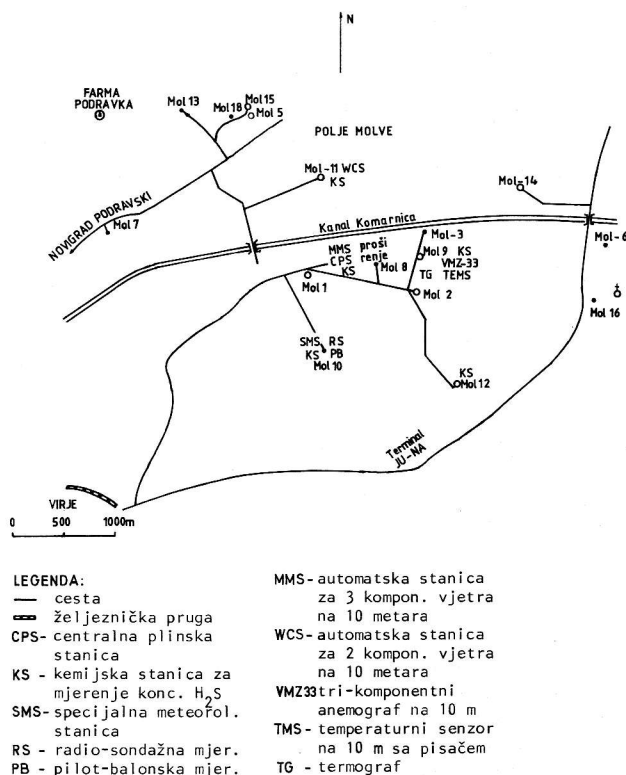 N
FARMA
PODRAVKA
Mol 13
Mol 15
Mol 18
Mol 5
POLJE MOLVE
Mol-11 WCS
KS
Mol-14
NOVIGRAD PODRAVSKI
Mol 7
Kanal Komarnica
Mol-3
Mol-6
MMS proši
CPS renje
KS
Mol 8
Mol 9 KS
VMZ-33
TG TEMS
Mol 1
Mol 2
Mol 16
SMS RS
KS PB
Mol 10
KS
Mol 12
Terminal
JU-NA
VIRJE
0 500 1000m
LEGENDA:
cesta
željeznička pruga
CPS- centralna plinska
stanica
KS - kemijska stanica za
mjerenje konc. H2S
SMS- specijalna meteorol.
stanica
RS - radio-sondažna mjer.
PB - pilot-balonska mjer.
MMS- automatska stanica
za 3 kompon. vjetra
na 10 metara
WCS- automatska stanica
za 2 kompon. vjetra
na 10 metara
VMZ33 tri-komponentni
anemograf na 10 m
TMS - temperaturni senzor
na 10 m sa pisačem
TG - termograf